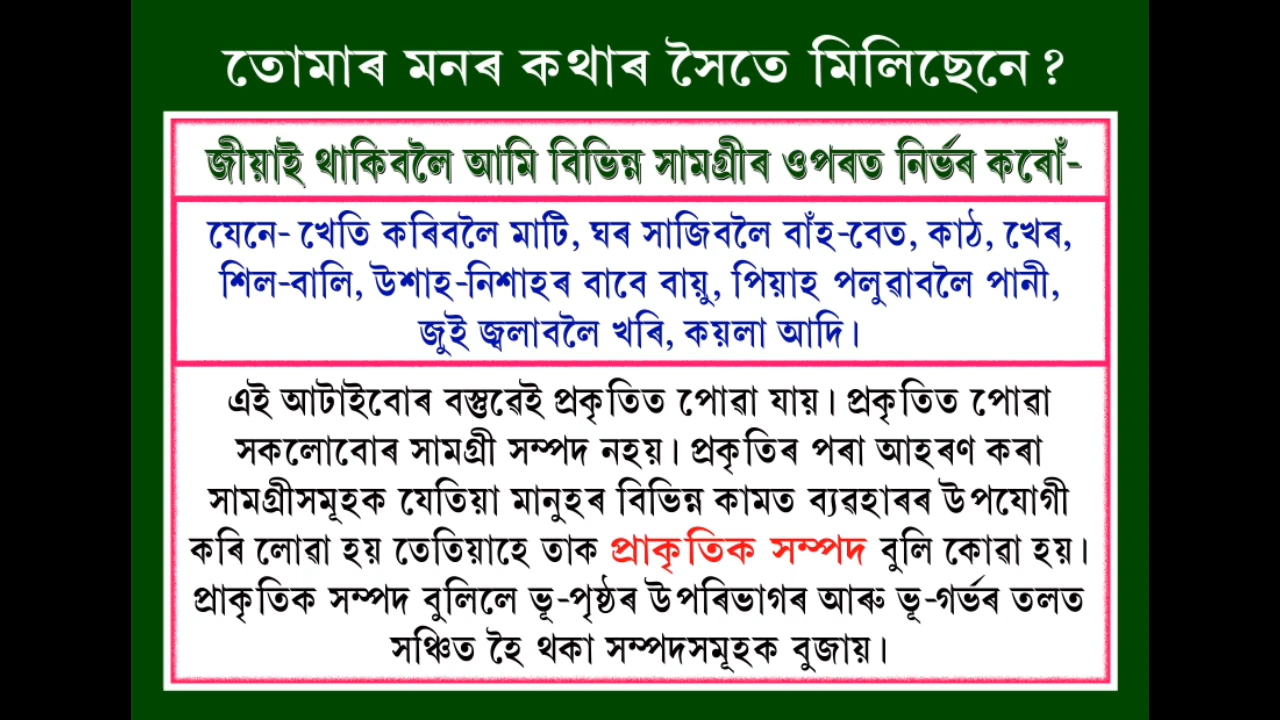 তোমাৰ মনৰ কথাৰ সৈতে মিলিছেনে ?
জীয়াই থাকিবলৈ আমি বিভিন্ন সামগ্ৰীৰ ওপৰত নিৰ্ভৰ কৰোঁ-
যেনে- খেতি কৰিবলৈ মাটি, ঘৰ সাজিবলৈ বাঁহ-বেত, কাঠ, খেৰ,
শিল-বালি, উশাহ-নিশাহৰ বাবে বায়ু, পিয়াহ পলুৱাবলৈ পানী,
জুই জ্বলাবলৈ খৰি, কয়লা আদি।
এই আটাইবোৰ বস্তুৱেই প্ৰকৃতিত পোৱা যায়। প্ৰকৃতিত পোৱা
সকলোবোৰ সামগ্ৰী সম্পদ নহয়। প্ৰকৃতিৰ পৰা আহৰণ কৰা
সামগ্ৰীসমূহক যেতিয়া মানুহৰ বিভিন্ন কামত ব্যৱহাৰৰ উপযোগী
কৰি লোৱা হয় তেতিয়াহে তাক প্ৰাকৃতিক সম্পদ বুলি কোৱা হয়।
প্ৰাকৃতিক সম্পদ বুলিলে ভূ-পৃষ্ঠৰ উপৰিভাগৰ আৰু ভূ-গৰ্ভৰ তলত
সঞ্চিত হৈ থকা সম্পদসমূহক বুজায়।